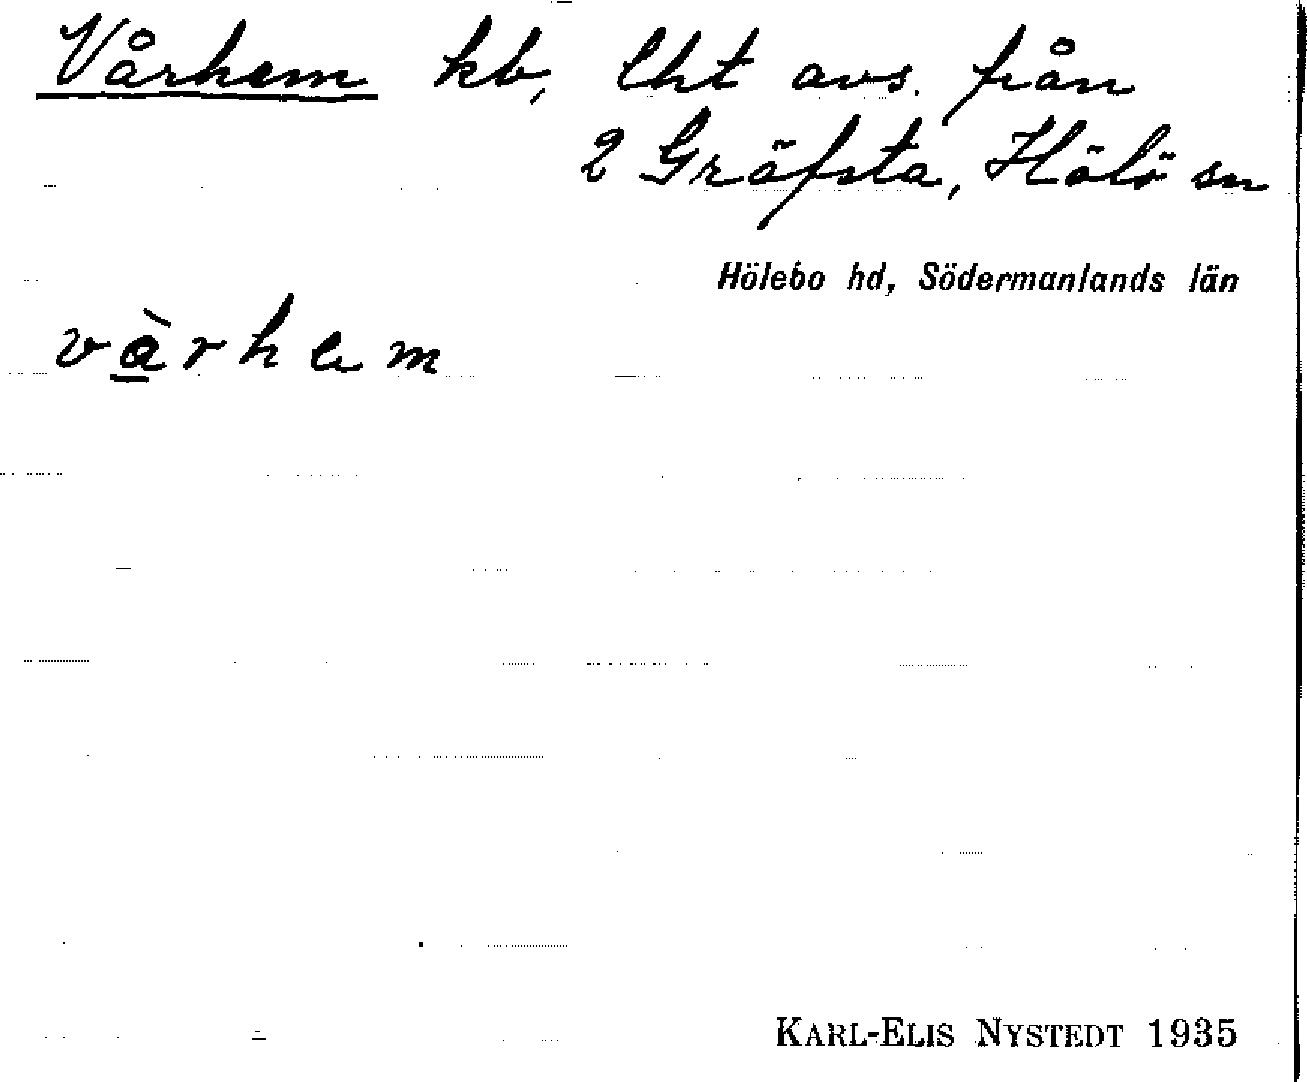 Vårhem kb, lht avs. från
2 Gräfsta, Hölö sn
Hölebo hd, Södermanlands län
vårhem
KARL-ELIS NYSTEDT 1935